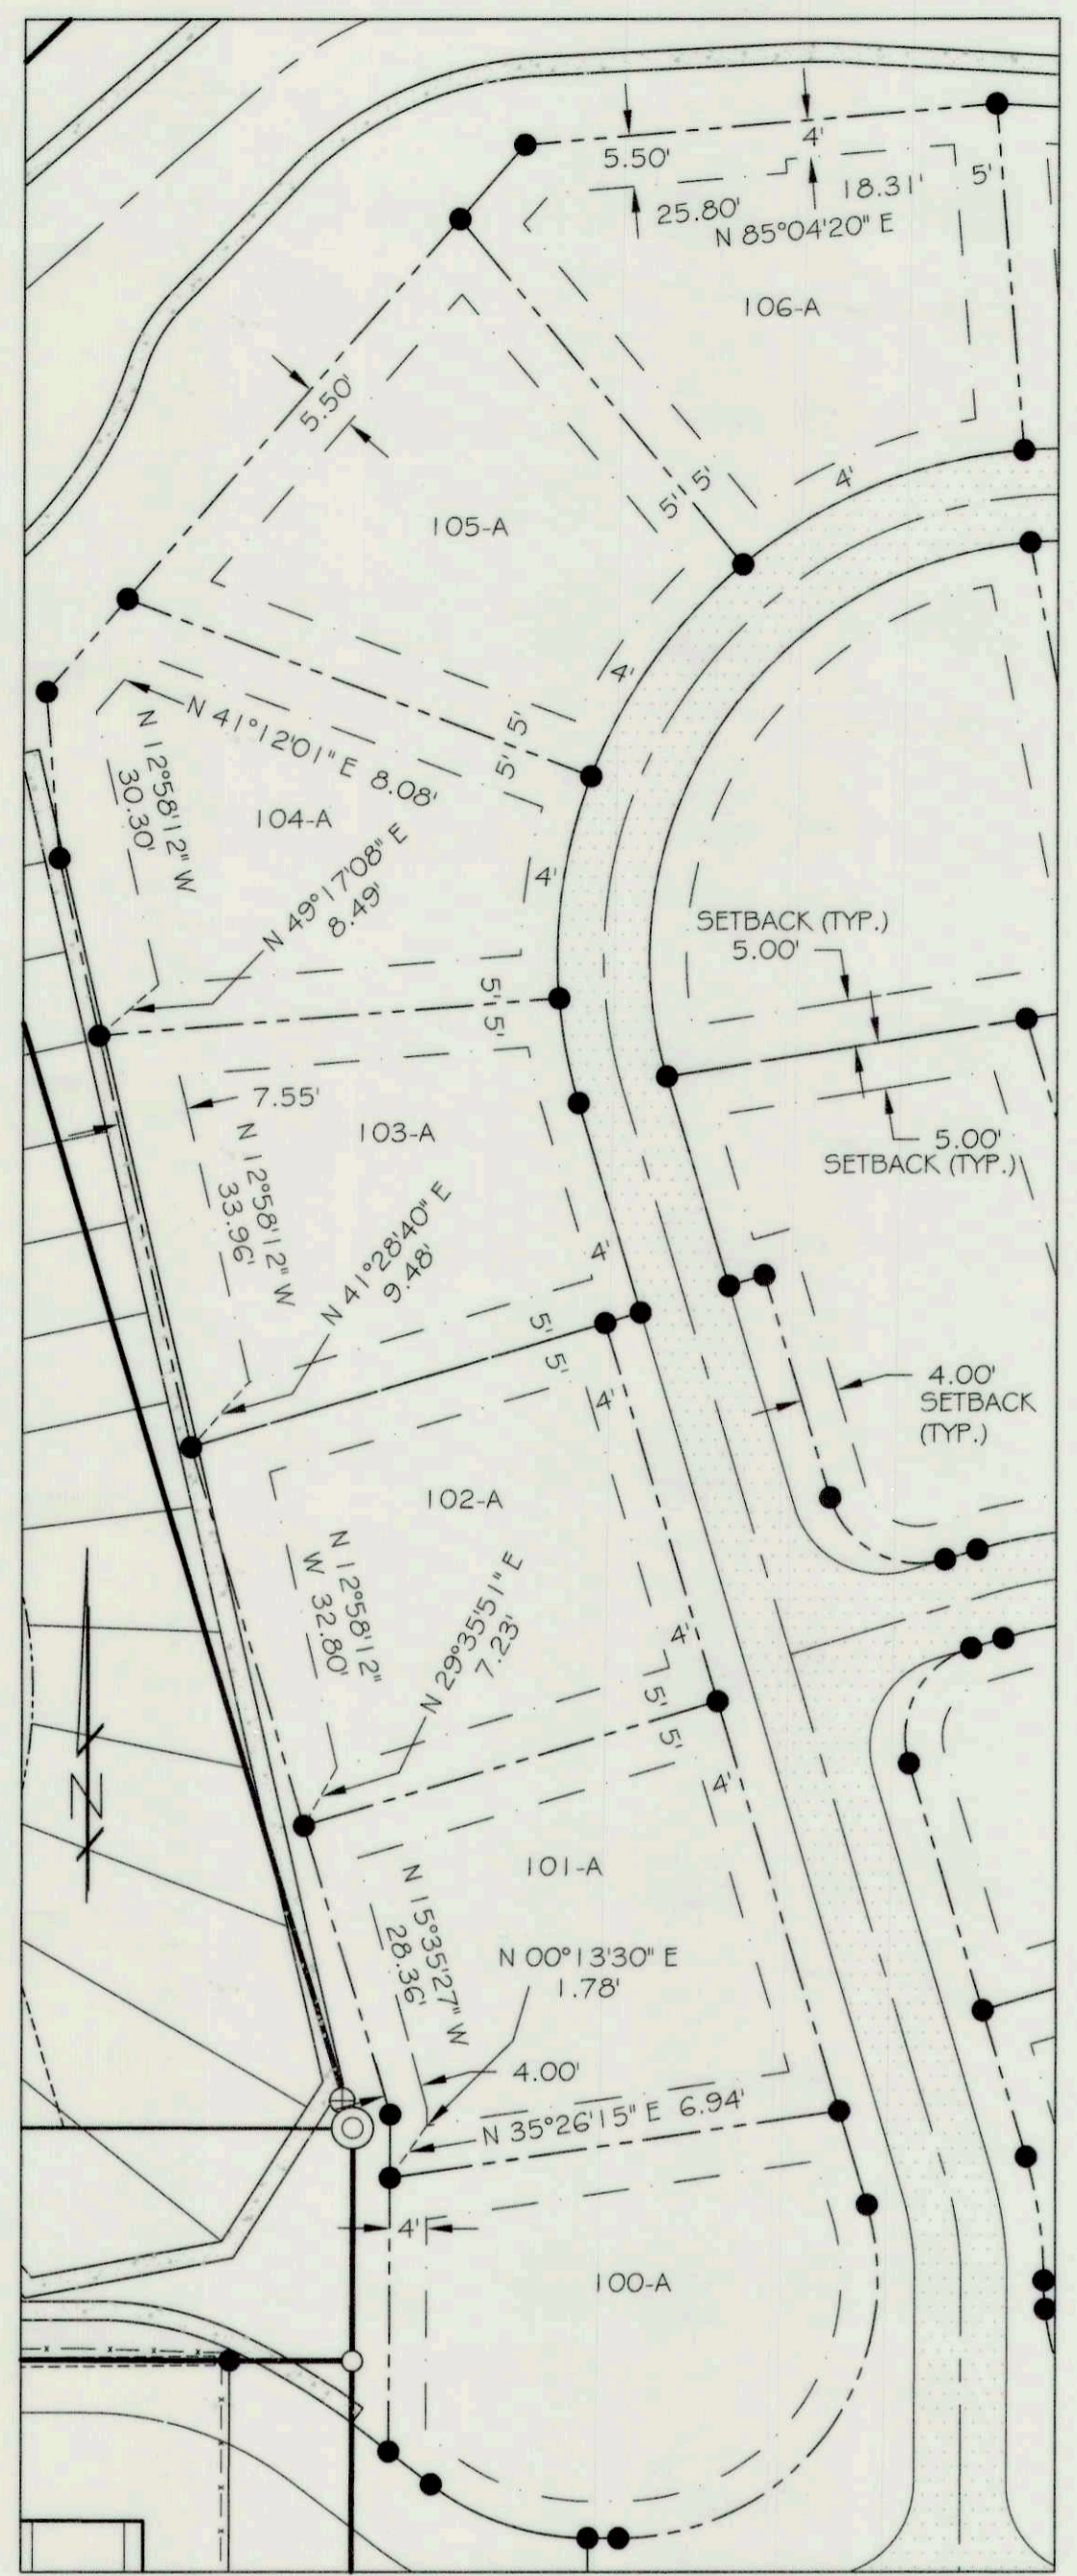 5.50'
4'
5'
25.80'
18.31'
N 85°04'20" E
106-A
5.50'
5'
5'
4'
105-A
4'
N 41°12'01" E 8.08'
5'
5'
N 12°58'12" W
30.30'
104-A
4'
N 49°17'08" E
8.49'
SETBACK (TYP.)
5.00'
5'
5'
7.55'
103-A
5.00'
SETBACK (TYP.)
N 12°58'12" W
33.96'
N 41°28'40" E
9.48'
4'
5'
5'
4'
4.00'
SETBACK
(TYP.)
102-A
N 12°58'12"
W 32.80'
N 29°35'51" E
7.23'
4'
5'
5'
4'
N
101-A
N 15°35'27" W
28.36'
N 00°13'30" E
1.78'
4.00'
N 35°26'15" E 6.94'
4'
100-A